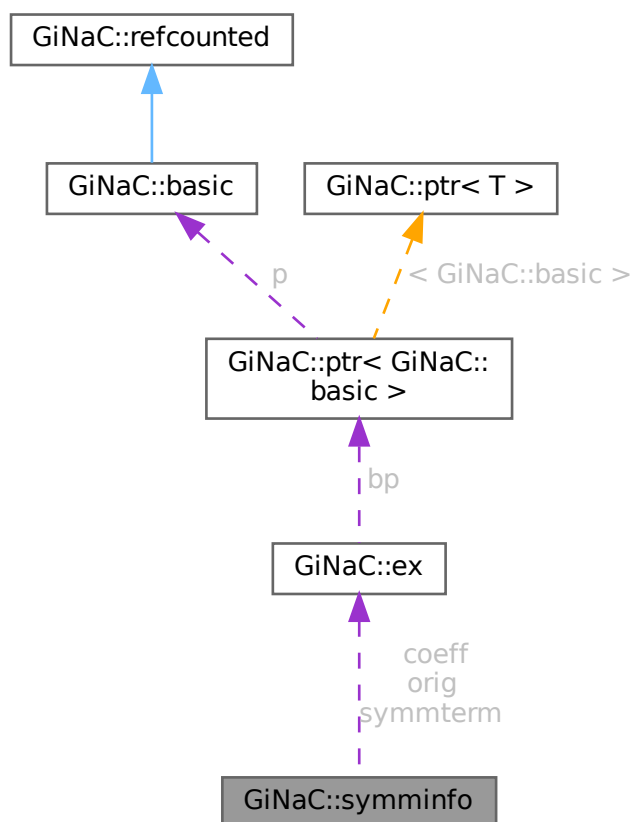 GiNaC::refcounted
GiNaC::basic
GiNaC::ptr< T >
p
< GiNaC::basic >
GiNaC::ptr< GiNaC::
basic >
bp
GiNaC::ex
coeff
orig
symmterm
GiNaC::symminfo